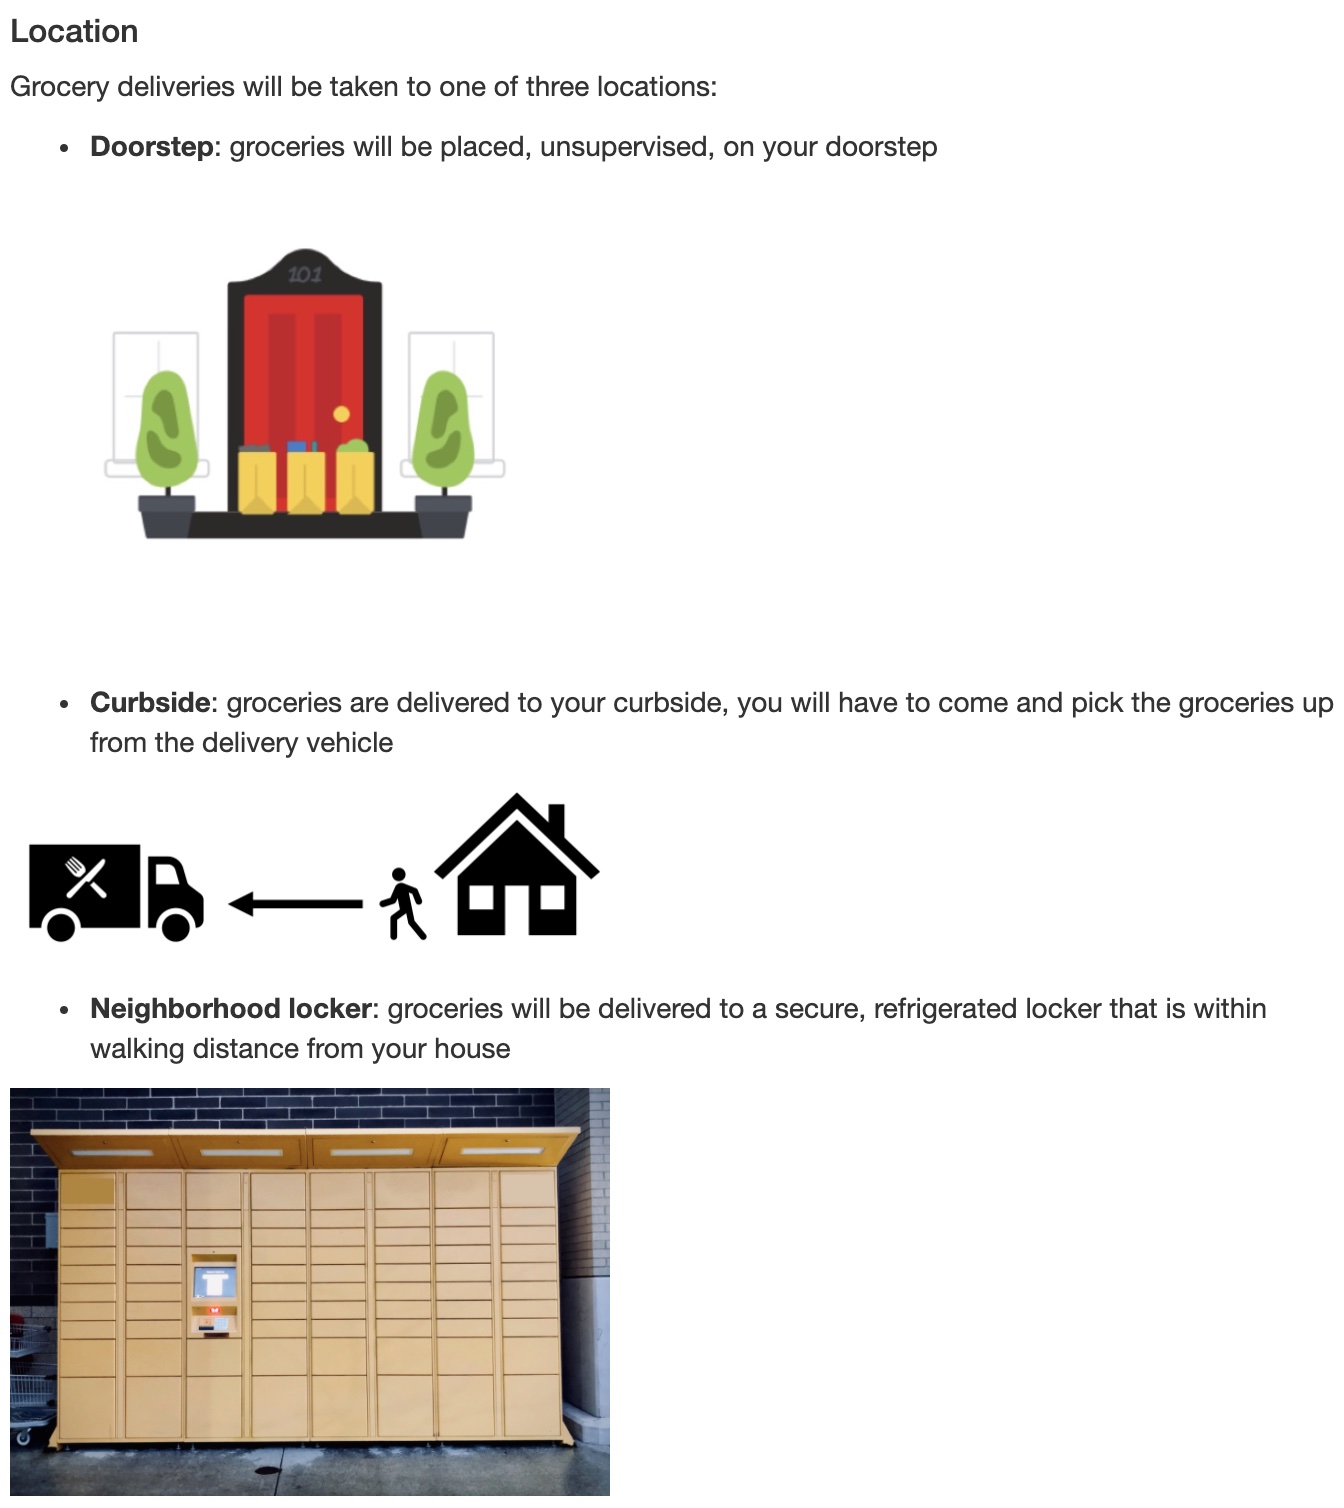 Location
Grocery deliveries will be taken to one of three locations:
• Doorstep: groceries will be placed, unsupervised, on your doorstep
101
• Curbside: groceries are delivered to your curbside, you will have to come and pick the groceries up
from the delivery vehicle
• Neighborhood locker: groceries will be delivered to a secure, refrigerated locker that is within
walking distance from your house